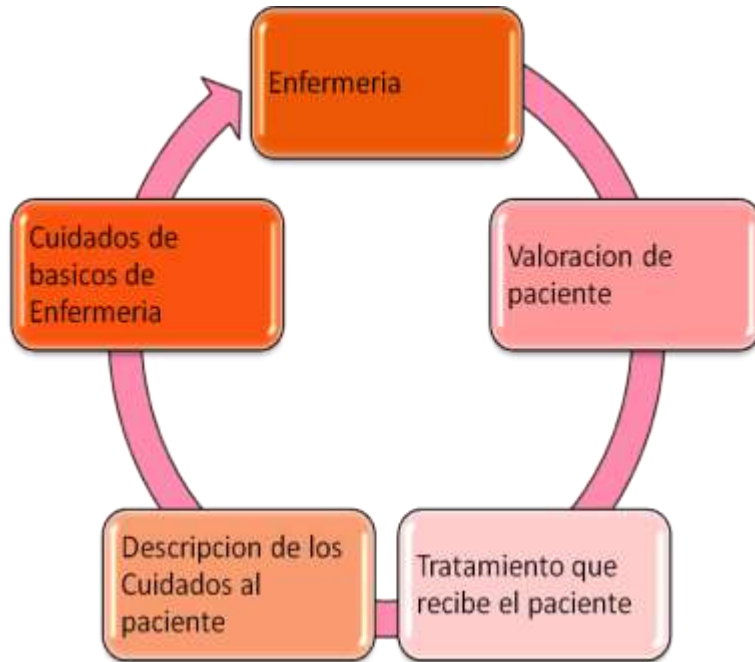 Enfermeria
Valoracion de
paciente
Tratamiento que
recibe el paciente
Descripcion de los
Cuidados al
paciente
Cuidados de
basicos de
Enfermeria